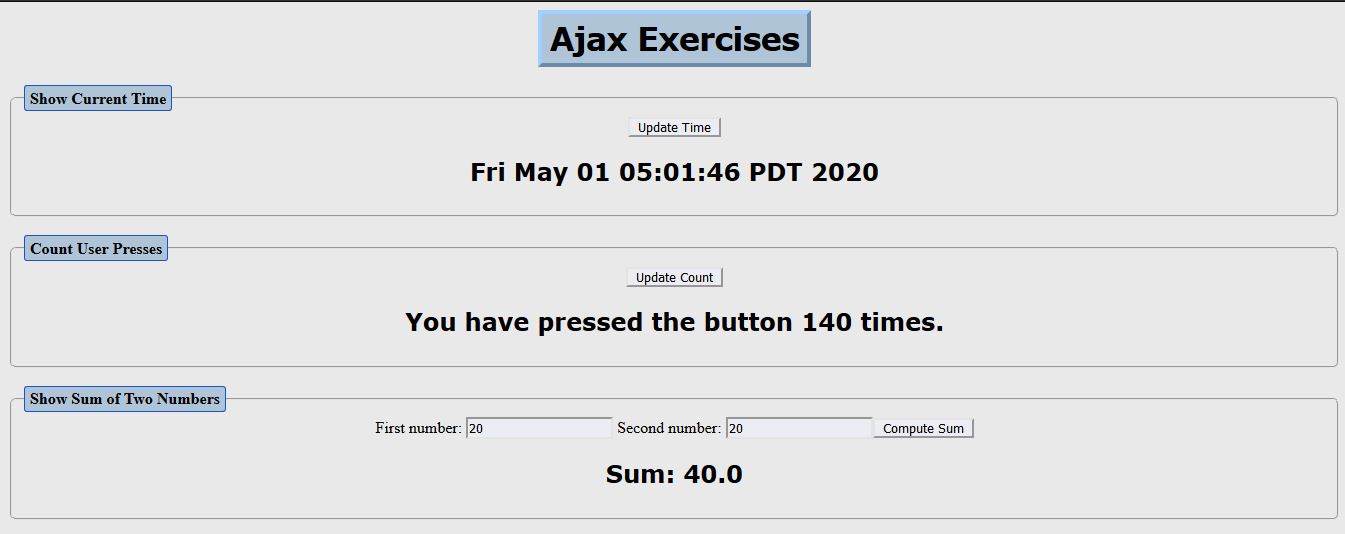 Ajax Exercises
Show Current Time
Update Time
Fri May 01 05:01:46 PDT 2020
Count User Presses
Update Count
You have pressed the button 140 times.
Show Sum of Two Numbers
First number: 20 Second number: 20 Compute Sum
Sum: 40.0